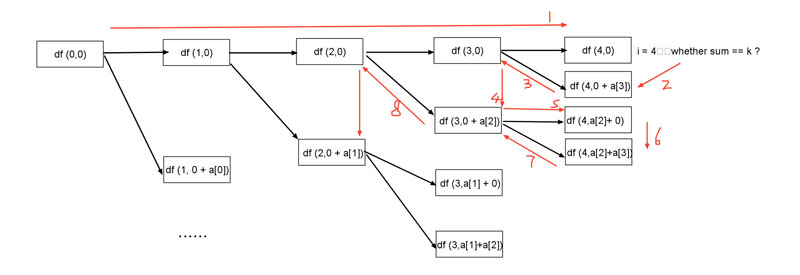 1
df (0,0)
df (1,0)
df (2,0)
df (3,0)
df (4,0)
i = 4□□whether sum == k ?
3
df (4,0 + a[3])
2
4
5
8
df (3,0 + a[2])
df (4,a[2]+ 0)
6
df (2,0 + a[1])
7
df (4,a[2]+a[3])
df (1, 0 + a[0])
df (3,a[1] + 0)
......
df (3,a[1]+a[2])